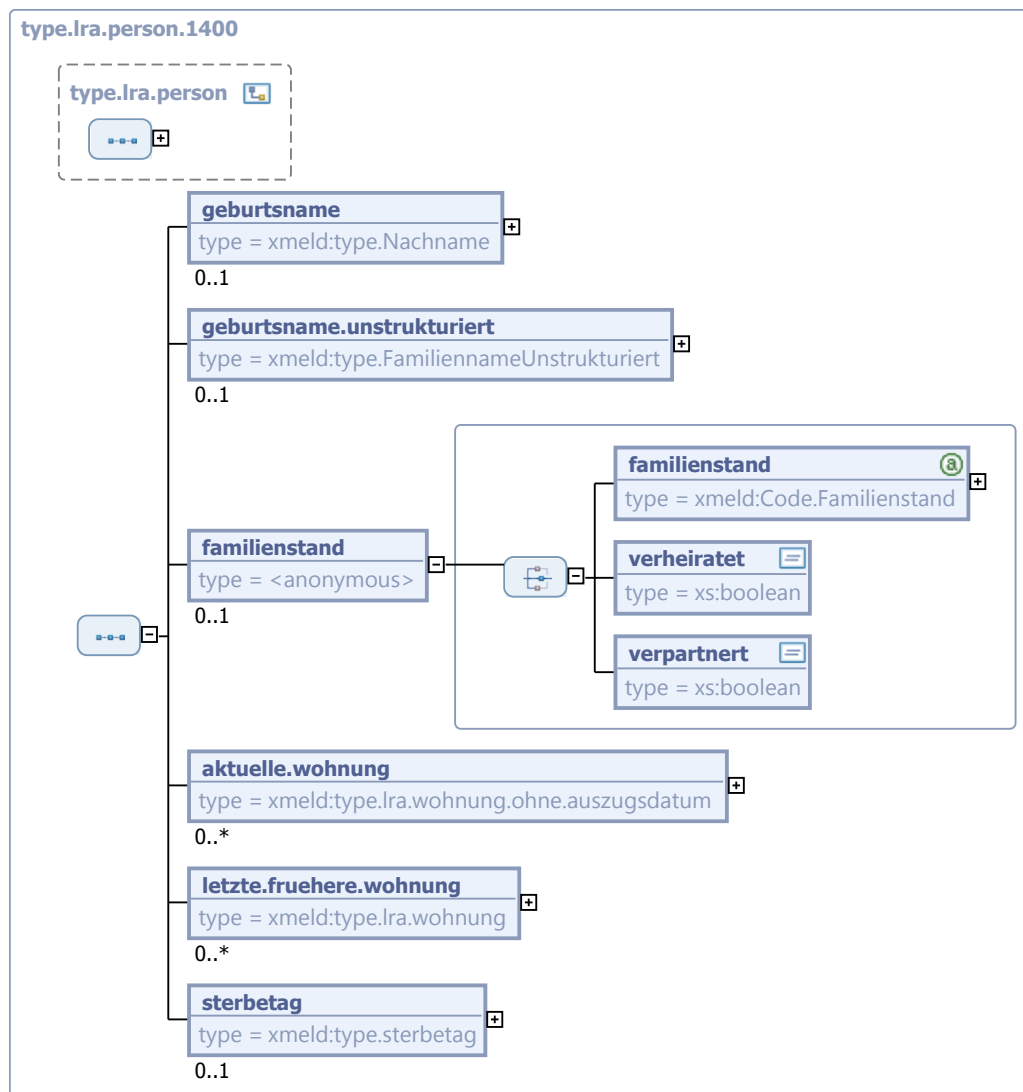 type.lra.person.1400
type.lra.person
geburtsname
type = xmeld:type.Nachname
0..1
geburtsname.unstrukturiert
type = xmeld:type.FamiliennameUnstrukturiert
0..1
familienstand
type = xmeld:Code.Familienstand
verheiratet
type = xs:boolean
familienstand
type = <anonymous>
0..1
verpartnert
type = xs:boolean
aktuelle.wohnung
type = xmeld:type.lra.wohnung.ohne.auszugsdatum
0..*
letzte.fruehere.wohnung
type = xmeld:type.lra.wohnung
0..*
sterbetag
type = xmeld:type.sterbetag
0..1